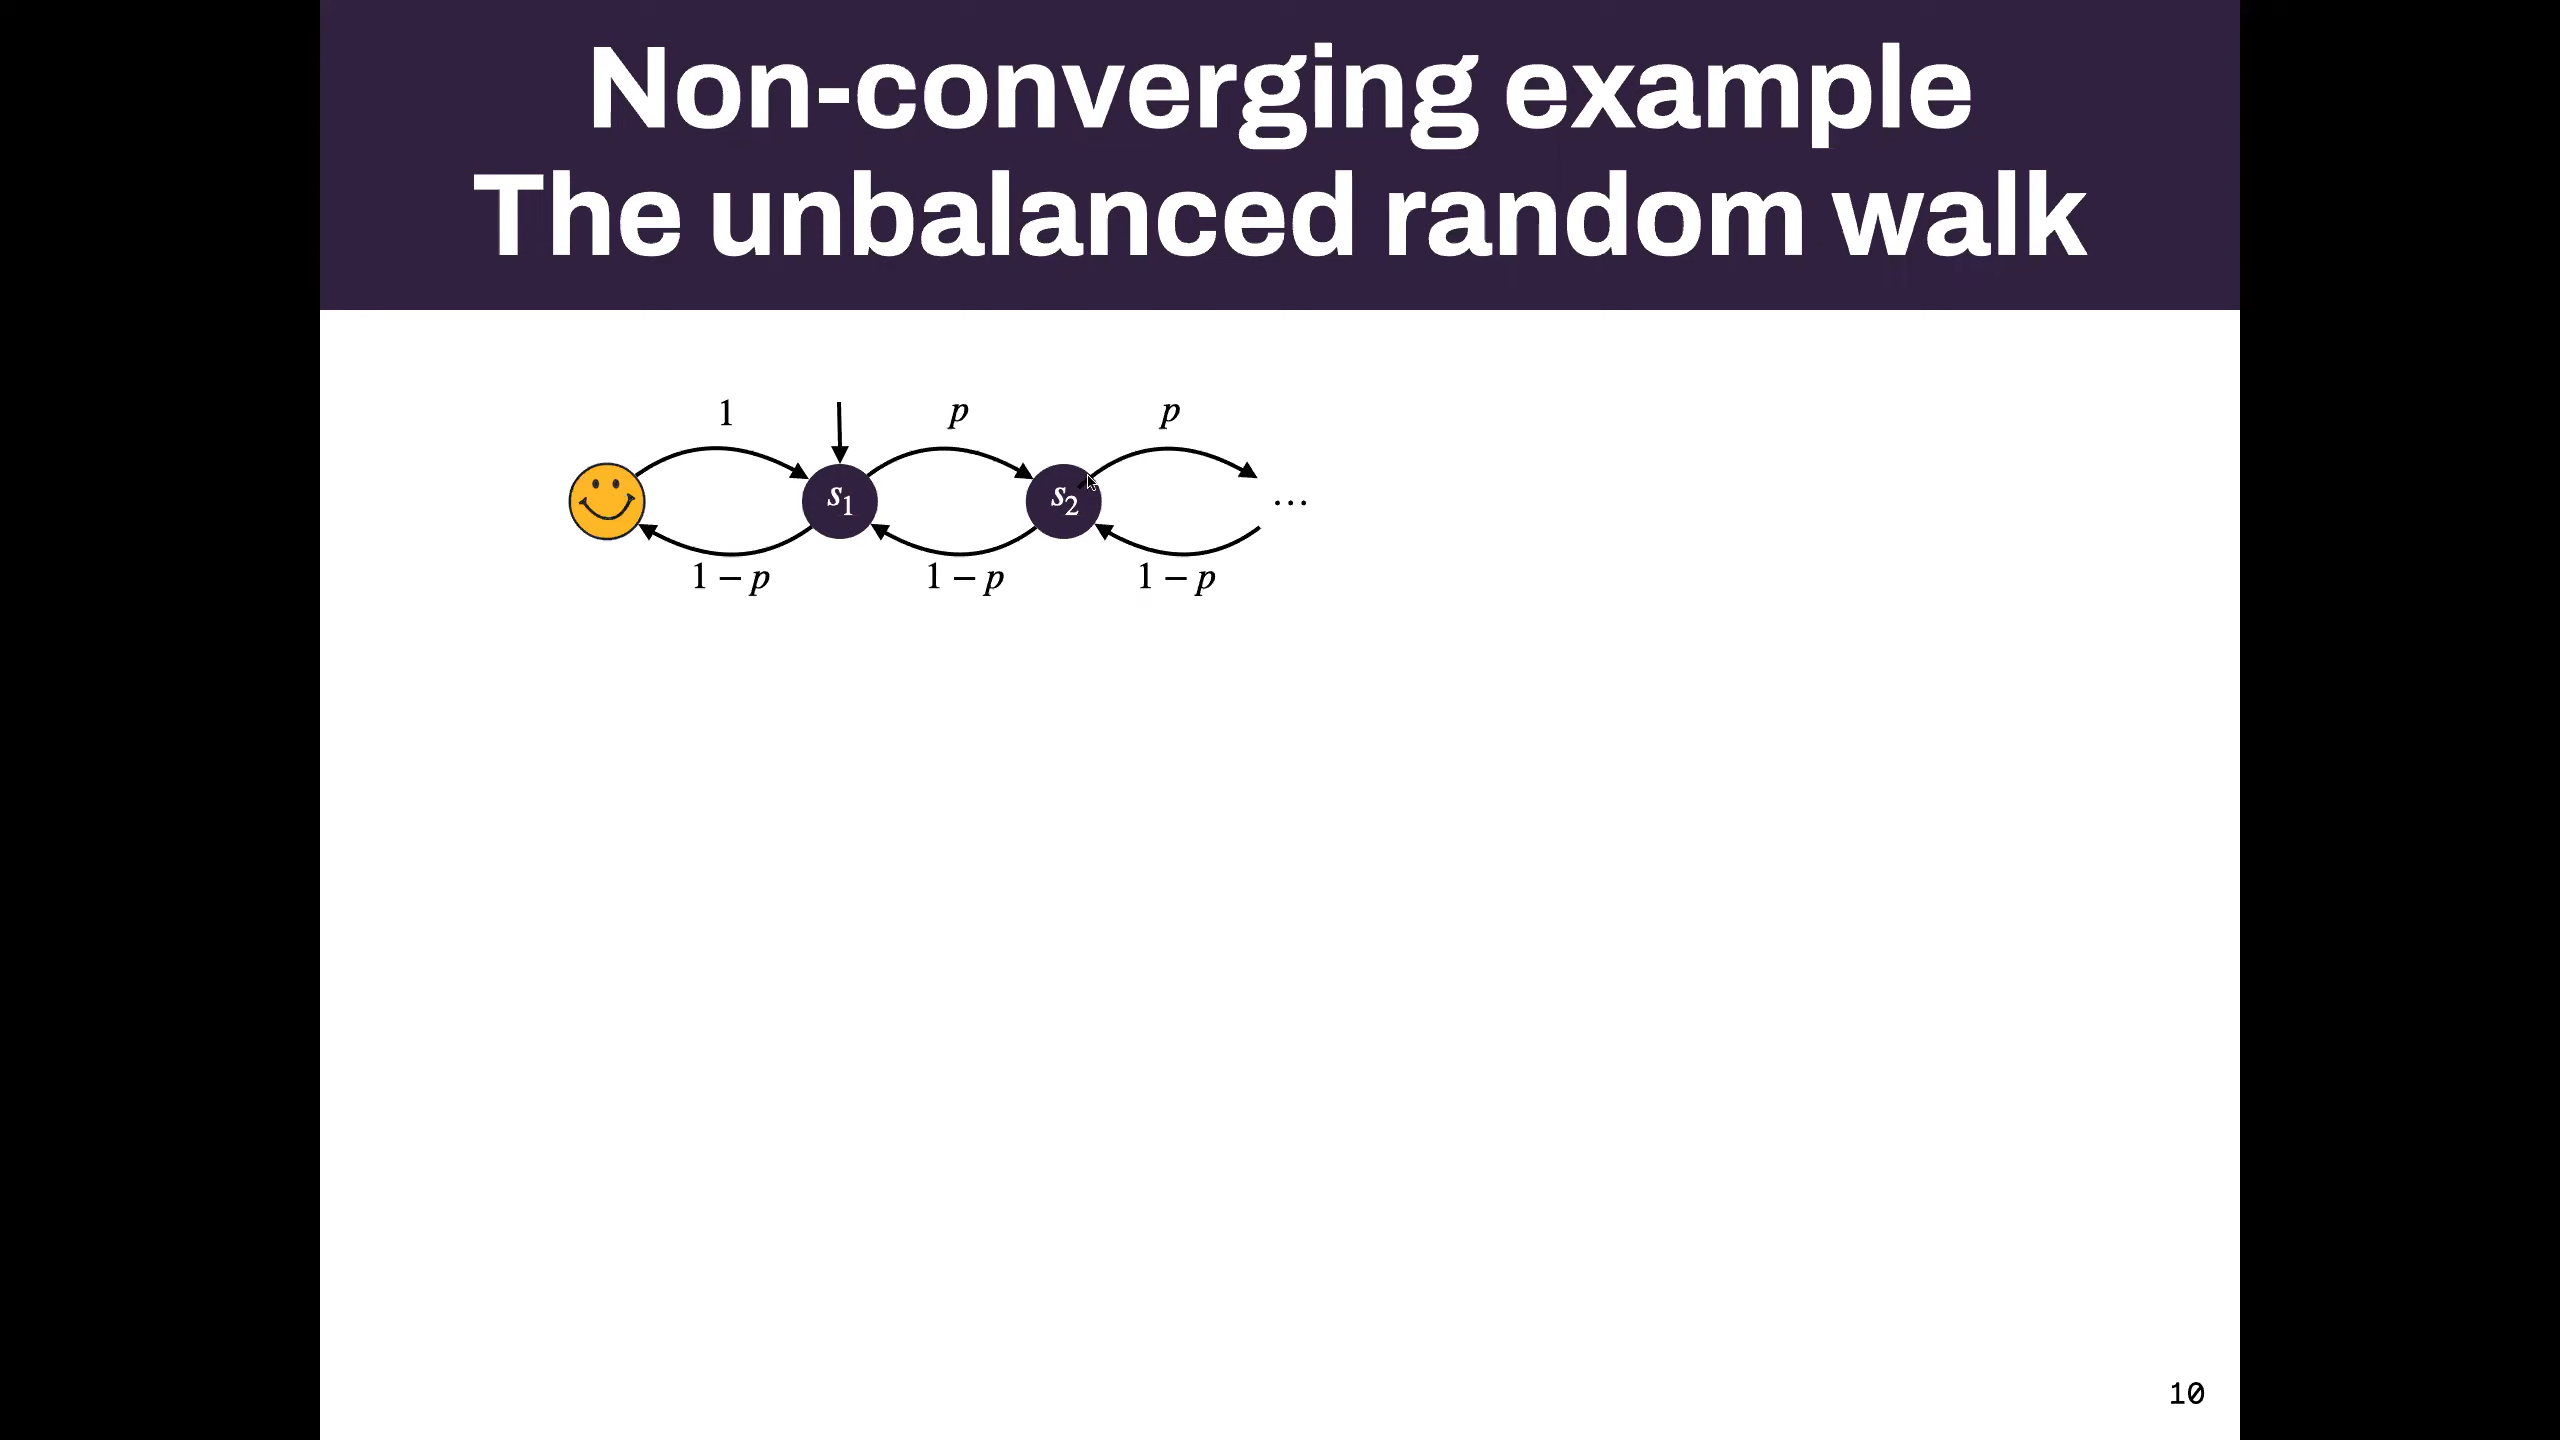 Non-converging example
The unbalanced random walk
1 p p
s1 s2 …
1 − p 1 − p 1 − p
10